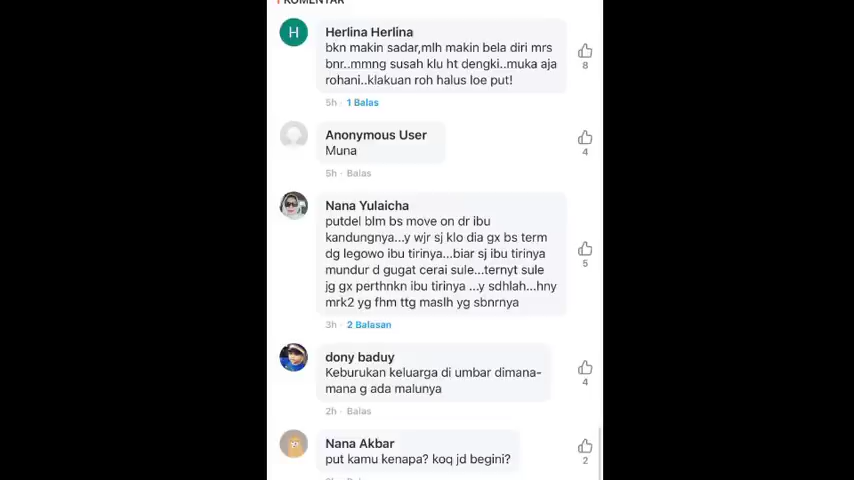 KOMENTAR
H
Herlina Herlina
bkn makin sadar,mlh makin bela diri mrs
bnr..mmng susah klu ht dengki..muka aja
rohani..klakuan roh halus loe put!
8
5h · 1 Balas
Anonymous User
Muna
4
5h · Balas
Nana Yulaicha
putdel blm bs move on dr ibu
kandungnya...y wjr sj klo dia gx bs term
dg legowo ibu tirinya...biar sj ibu tirinya
mundur d gugat cerai sule...ternyt sule
jg gx perthnkn ibu tirinya ...y sdhlah...hny
mrk2 yg fhm ttg maslh yg sbnrnya
5
3h · 2 Balasan
dony baduy
Keburukan keluarga di umbar dimana-
mana g ada malunya
4
2h · Balas
Nana Akbar
put kamu kenapa? koq jd begini?
2